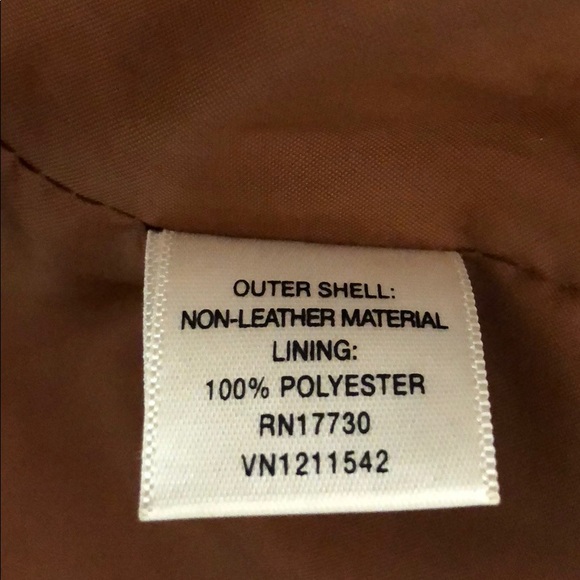 OUTER SHELL:
NON-LEATHER MATERIAL
LINING:
100% POLYESTER
RN17730
VN1211542